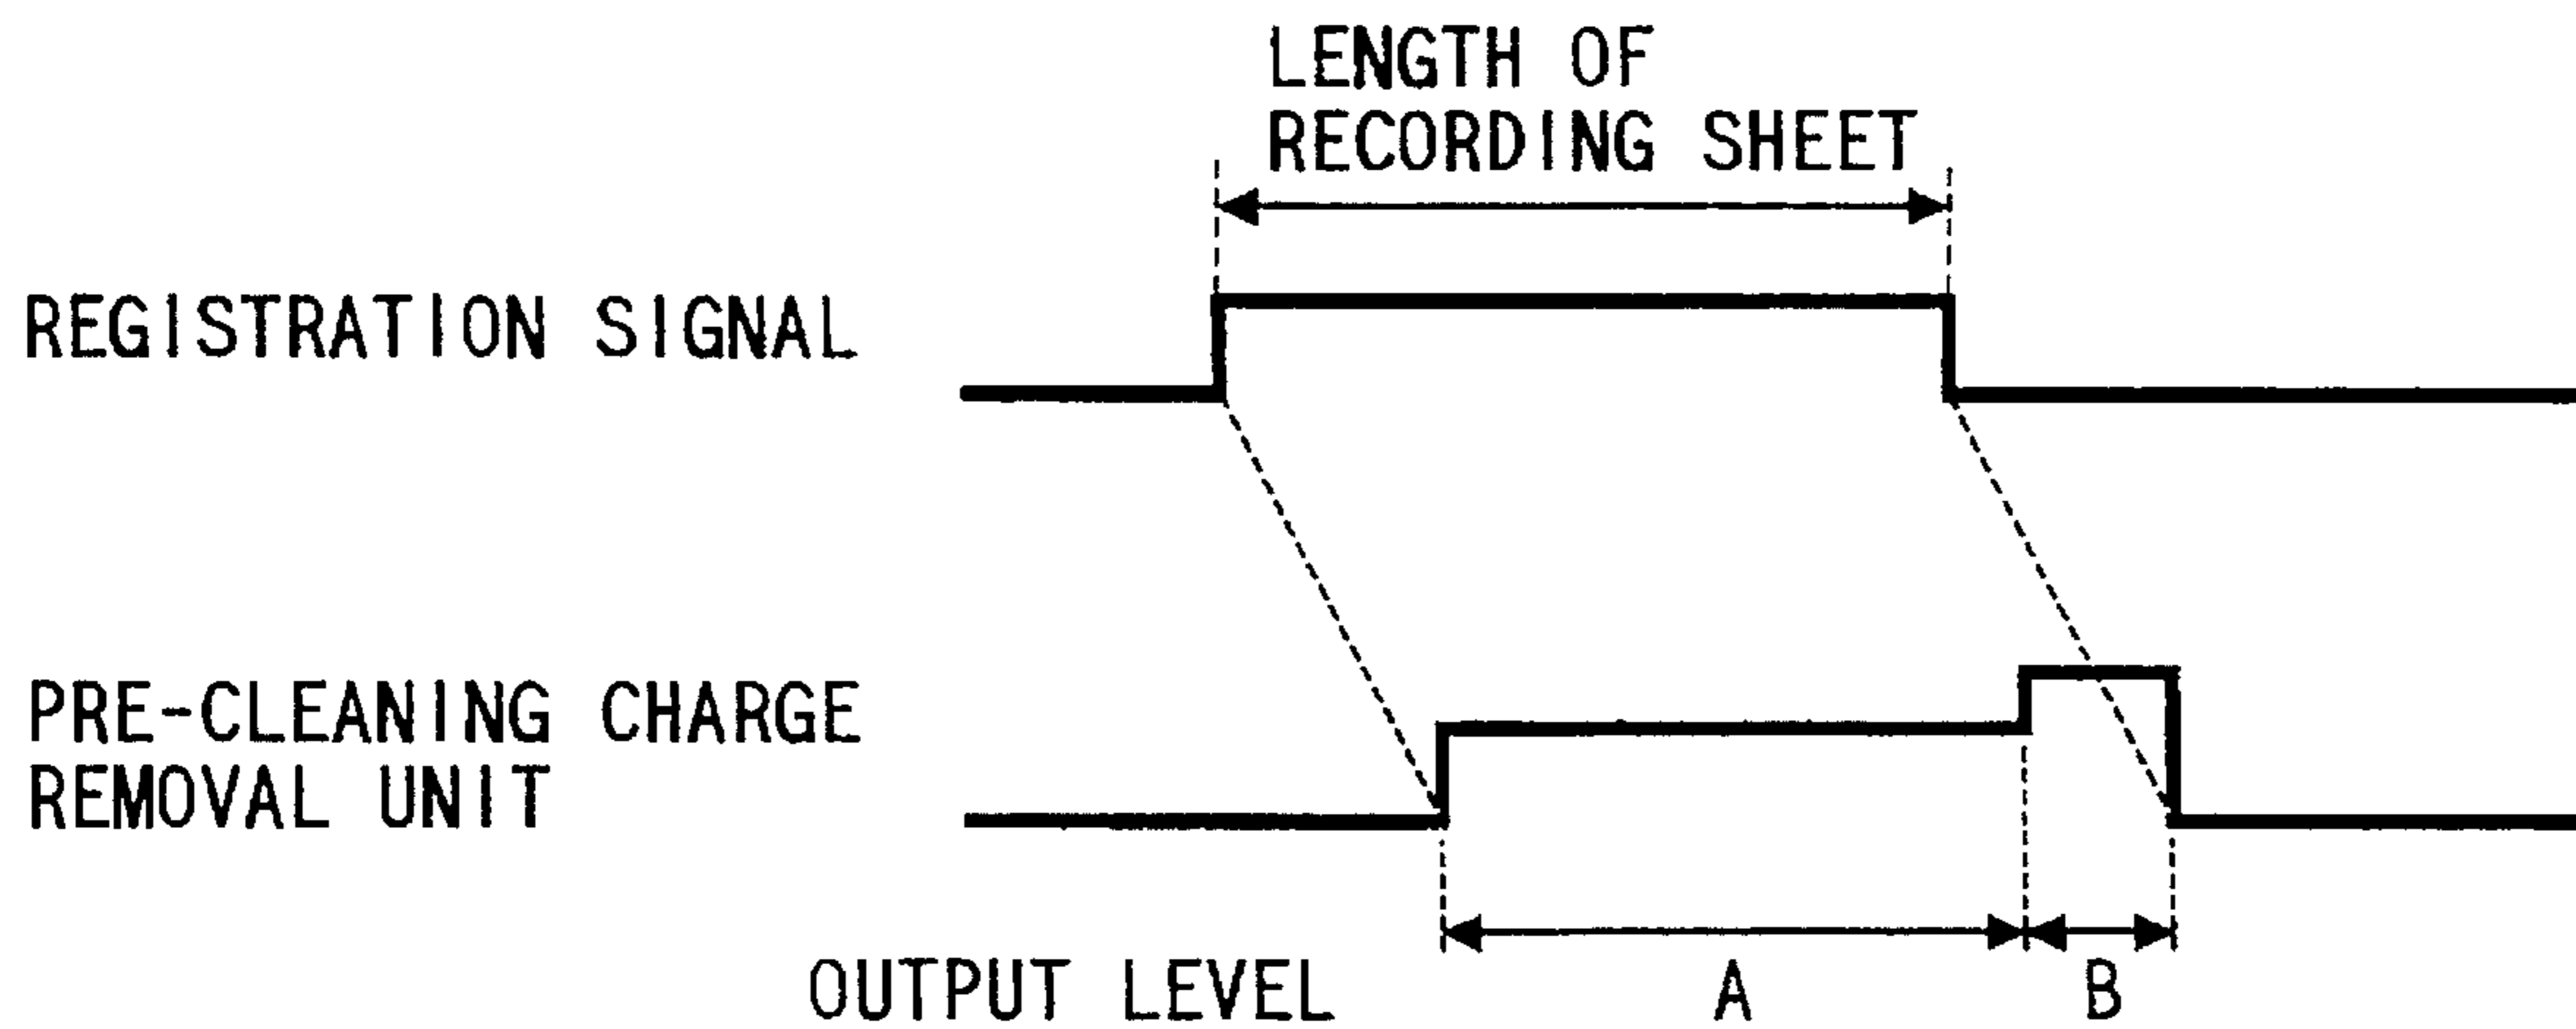 LENGTH OF
RECORDING SHEET
REGISTRATION SIGNAL
PRE-CLEANING CHARGE
REMOVAL UNIT
OUTPUT LEVEL A B